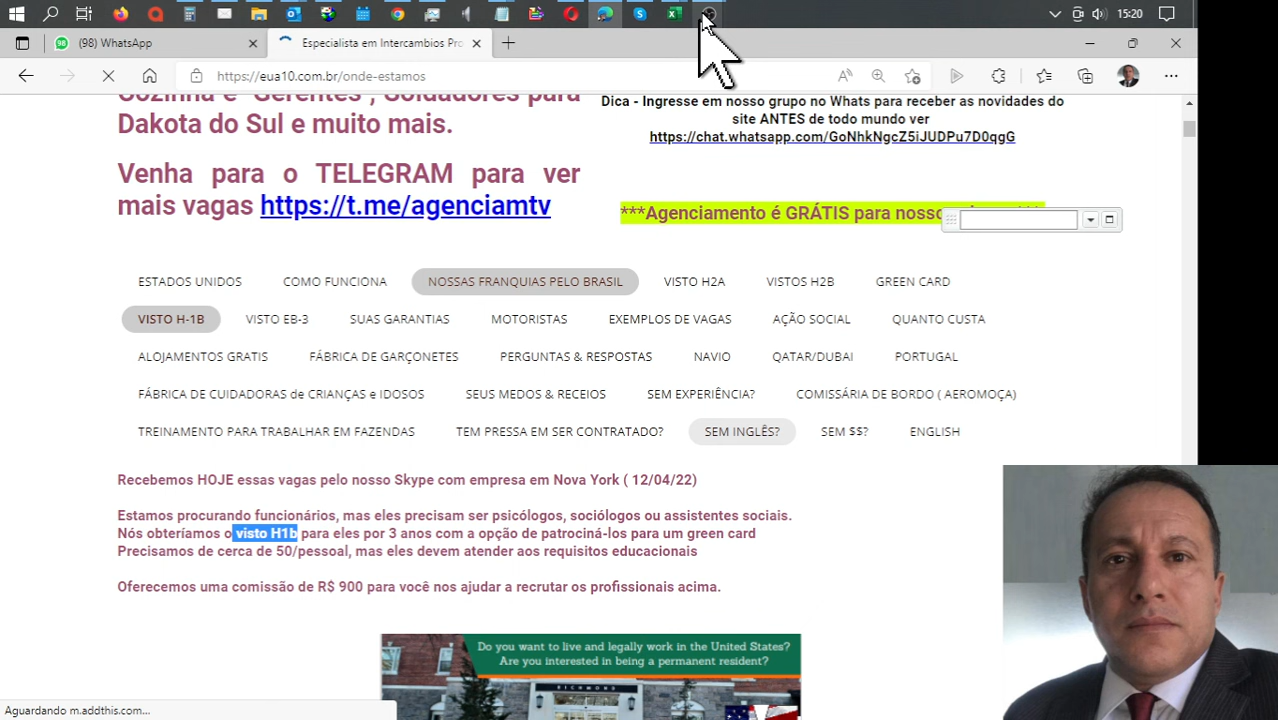 15:20
(98) WhatsApp
Especialista em Intercambios Pro
https://eua10.com.br/onde-estamos
Cozinha e Gerentes , Soldadores para
Dakota do Sul e muito mais.
Venha para o TELEGRAM para ver
mais vagas https://t.me/agenciamtv
Dica - Ingresse em nosso grupo no Whats para receber as novidades do
site ANTES de todo mundo ver
https://chat.whatsapp.com/GoNhkNgcZ5iJUDPu7D0qgG
***Agenciamento é GRÁTIS para
ESTADOS UNIDOS COMO FUNCIONA NOSSAS FRANQUIAS PELO BRASIL VISTO H2A VISTOS H2B GREEN CARD
VISTO H-1B VISTO EB-3 SUAS GARANTIAS MOTORISTAS EXEMPLOS DE VAGAS AÇÃO SOCIAL QUANTO CUSTA
ALOJAMENTOS GRATIS FÁBRICA DE GARÇONETES PERGUNTAS & RESPOSTAS NAVIO QATAR/DUBAI PORTUGAL
FÁBRICA DE CUIDADORAS de CRIANÇAS e IDOSOS SEUS MEDOS & RECEIOS SEM EXPERIÊNCIA? COMISSÁRIA DE BORDO ( AEROMOÇA)
TREINAMENTO PARA TRABALHAR EM FAZENDAS TEM PRESSA EM SER CONTRATADO? SEM INGLÊS? SEM $$? ENGLISH
Recebemos HOJE essas vagas pelo nosso Skype com empresa em Nova York ( 12/04/22)
Estamos procurando funcionários, mas eles precisam ser psicólogos, sociólogos ou assistentes sociais.
Nós obteríamos o visto H1b para eles por 3 anos com a opção de patrociná-los para um green card
Precisamos de cerca de 50/pessoal, mas eles devem atender aos requisitos educacionais
Oferecemos uma comissão de R$ 900 para você nos ajudar a recrutar os profissionais acima.
Do you want to live and legally work in the United States?
Are you interested in being a permanent resident?
RICHMOND
Aguardando m.addthis.com...